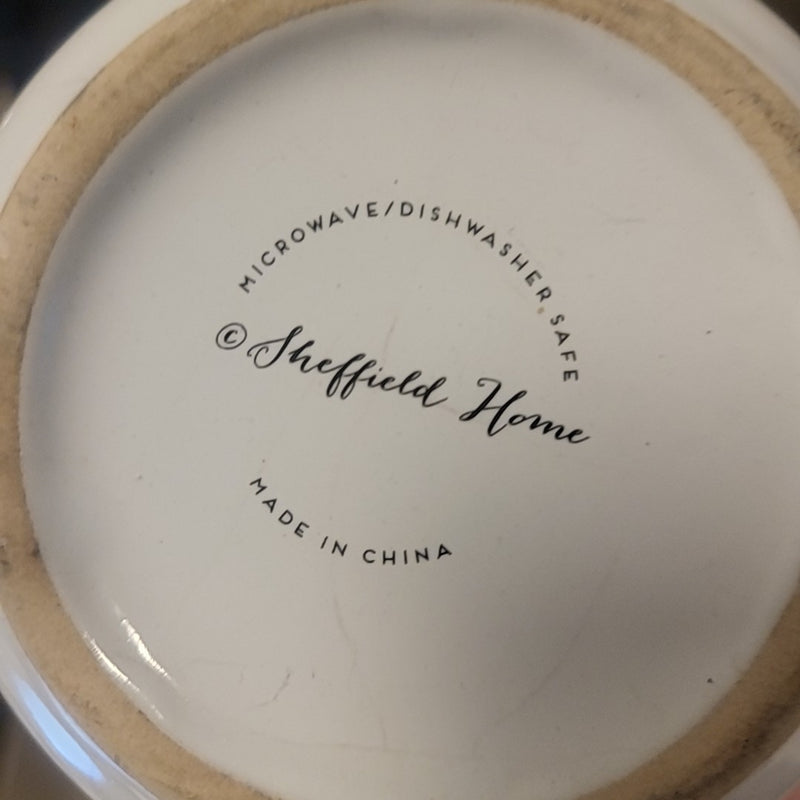 MICROWAVE/DISHWASHER SAFE
© Sheffield Home
MADE IN CHINA